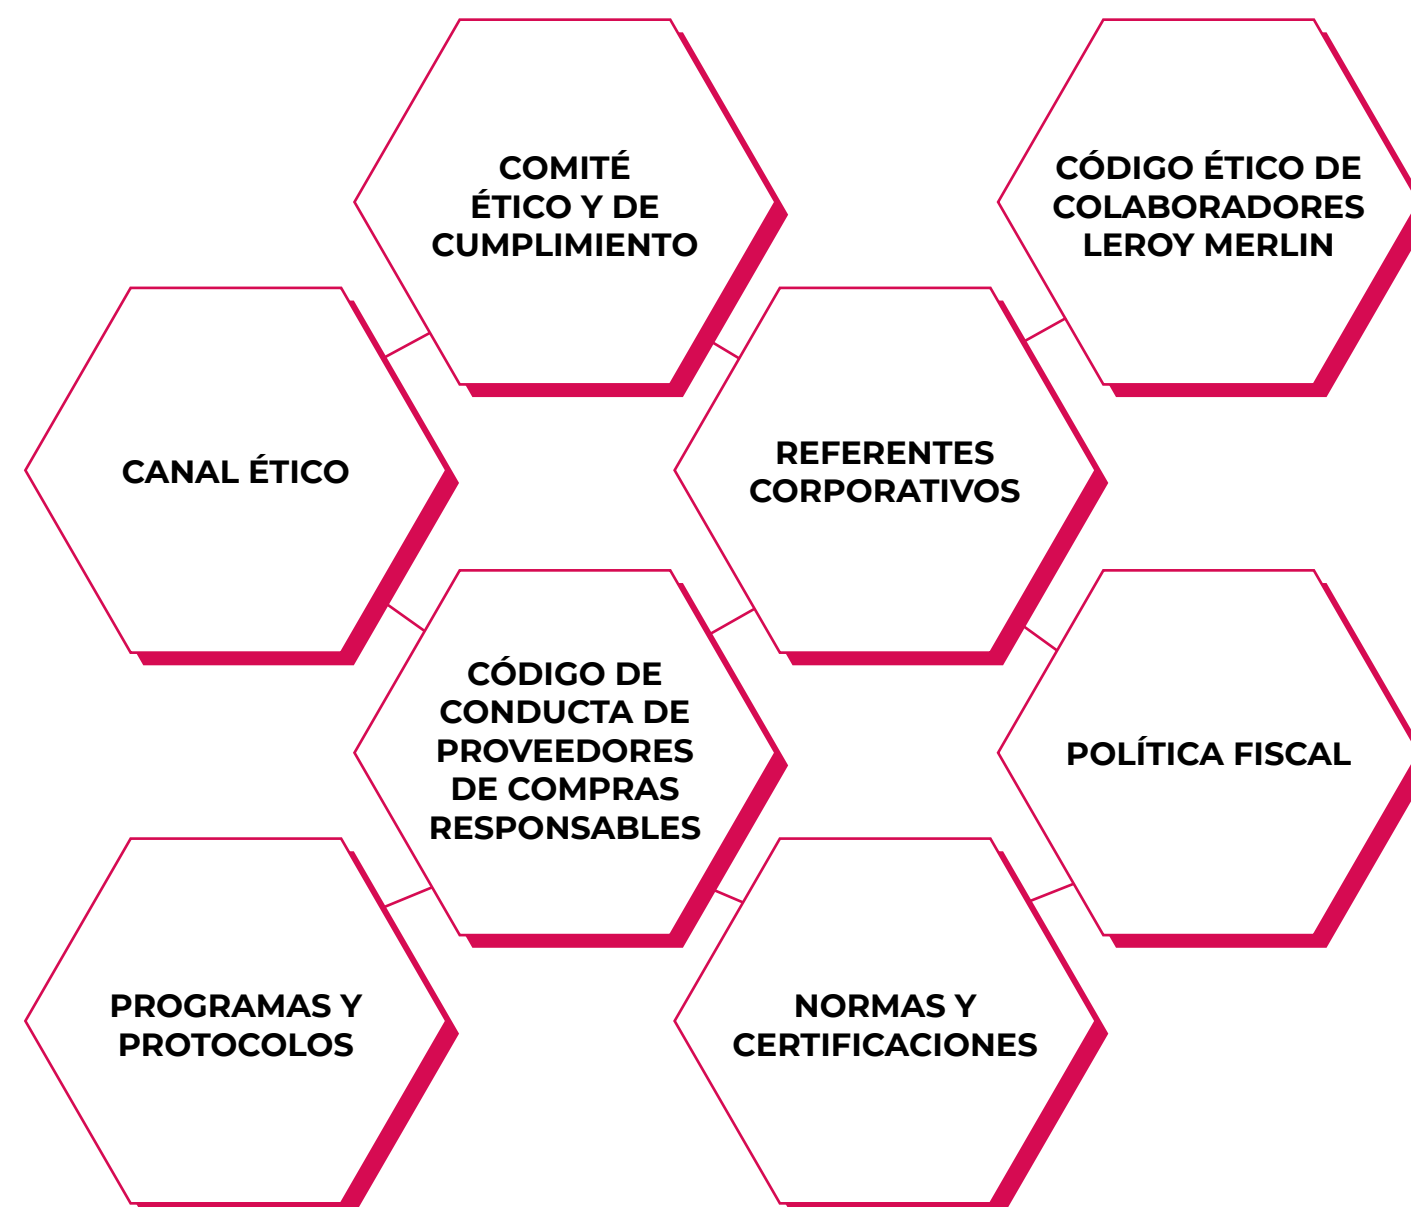 COMITÉ
ÉTICO Y DE
CUMPLIMIENTO
CÓDIGO ÉTICO DE
COLABORADORES
LEROY MERLIN
CANAL ÉTICO
REFERENTES
CORPORATIVOS
CÓDIGO DE
CONDUCTA DE
PROVEEDORES
DE COMPRAS
RESPONSABLES
POLÍTICA FISCAL
PROGRAMAS Y
PROTOCOLOS
NORMAS Y
CERTIFICACIONES